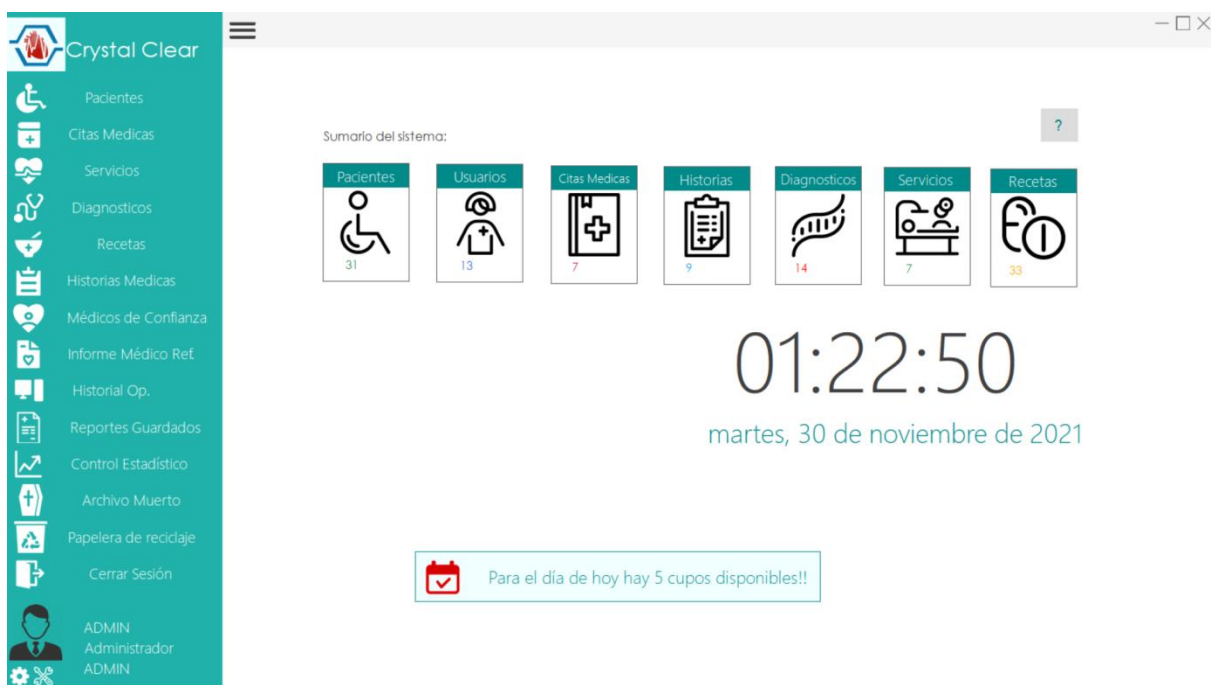 Crystal Clear
Pacientes
Citas Medicas
Servicios
Diagnosticos
Recetas
Historias Medicas
Médicos de Confianza
Informe Médico Ref.
Historial Op.
Reportes Guardados
Control Estadístico
Archivo Muerto
Papelera de reciclaje
Cerrar Sesión
ADMIN
Administrador
ADMIN
?
Sumario del sistema:
Pacientes
31
Usuarios
13
Citas Medicas
7
Historias
9
Diagnosticos
14
Servicios
7
Recetas
33
01:22:50
martes, 30 de noviembre de 2021
Para el día de hoy hay 5 cupos disponibles!!